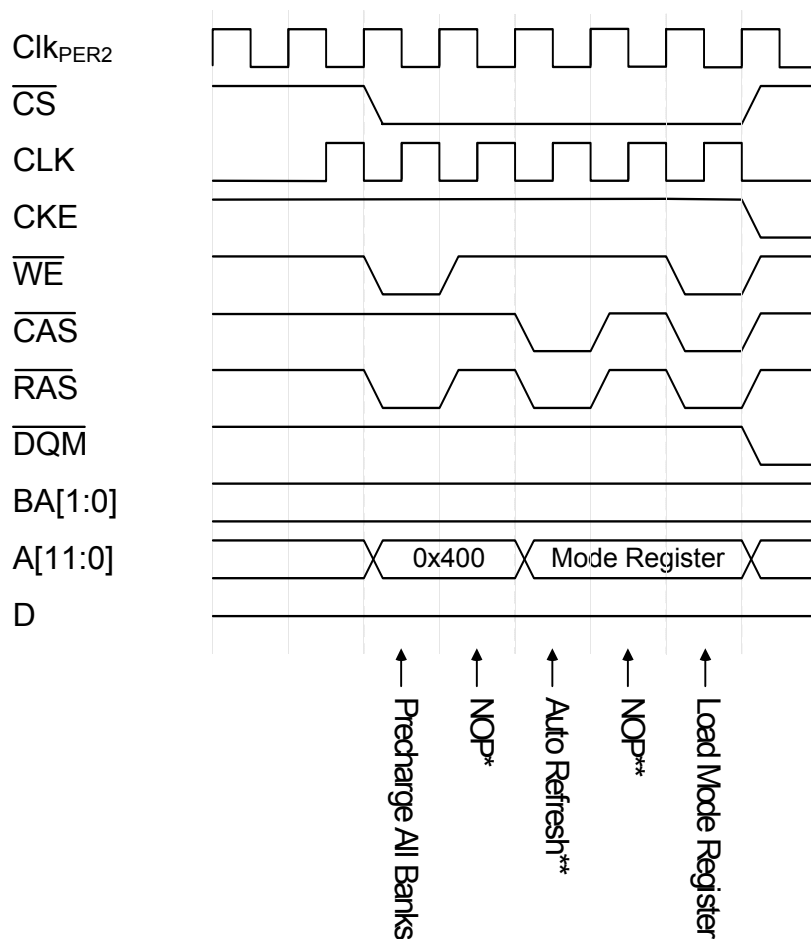 ClkPER2
CS
CLK
CKE
WE
CAS
RAS
DQM
BA[1:0]
A[11:0]
0x400
Mode Register
D
Precharge All Banks
NOP*
Auto Refresh**
NOP**
Load Mode Register